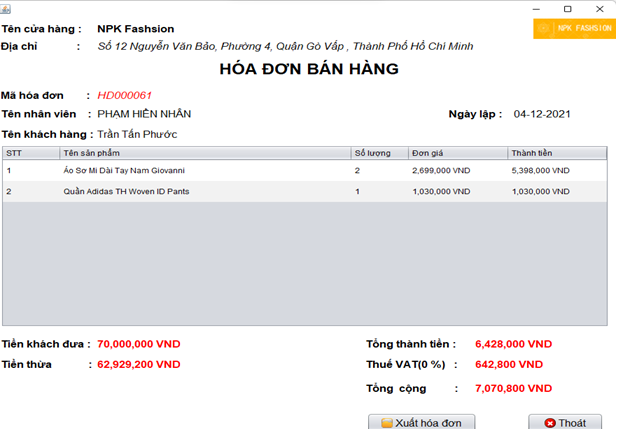 Tên cửa hàng : NPK Fashsion
NPK FASHSION
Địa chỉ : Số 12 Nguyễn Văn Bảo, Phường 4, Quận Gò Vấp , Thành Phố Hồ Chí Minh
HÓA ĐƠN BÁN HÀNG
Mã hóa đơn : HD000061
Tên nhân viên : PHẠM HIỀN NHÂN Ngày lập : 04-12-2021
Tên khách hàng : Trần Tấn Phước
STT Tên sản phẩm Số lượng Đơn giá Thành tiền
1 Áo Sơ Mi Dài Tay Nam Giovanni 2 2,699,000 VND 5,398,000 VND
2 Quần Adidas TH Woven ID Pants 1 1,030,000 VND 1,030,000 VND
Tiền khách đưa : 70,000,000 VND Tổng thành tiền : 6,428,000 VND
Tiền thừa : 62,929,200 VND Thuế VAT(0 %) : 642,800 VND
Tổng cộng : 7,070,800 VND
Xuất hóa đơn Thoát